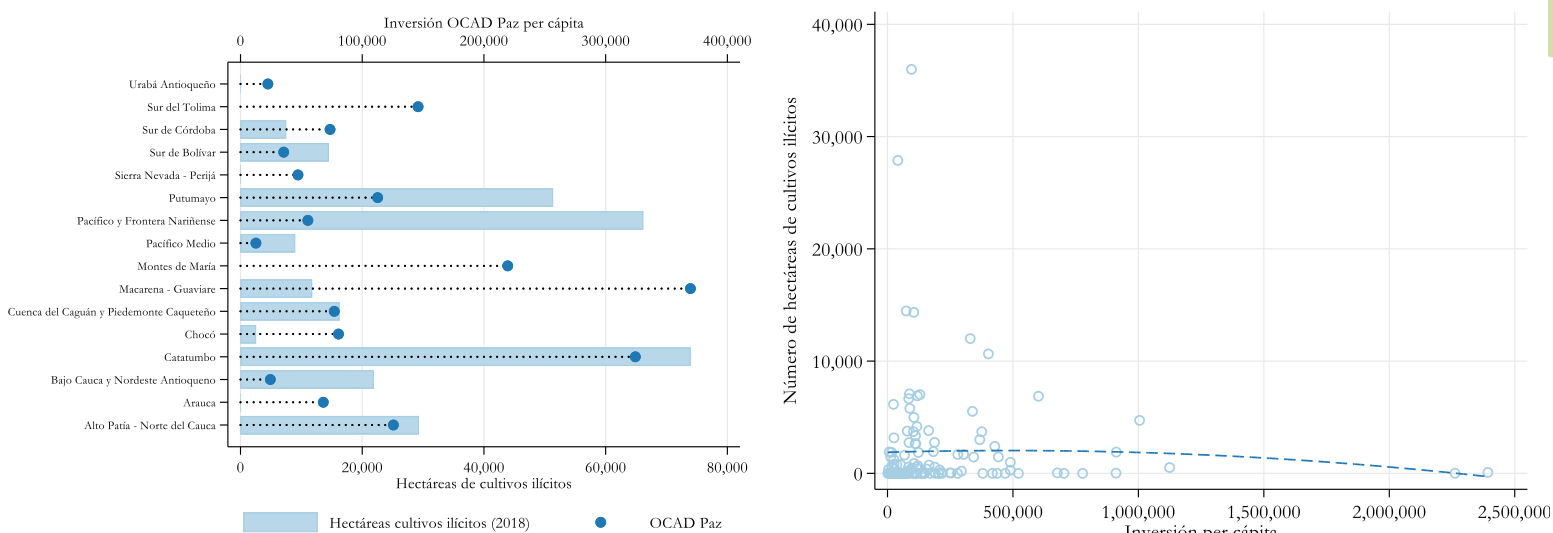 Inversión OCAD Paz per cápita
0 100,000 200,000 300,000 400,000
Urabá Antioqueño
Sur del Tolima
Sur de Córdoba
Sur de Bolívar
Sierra Nevada - Perijá
Putumayo
Pacífico y Frontera Nariñense
Pacífico Medio
Montes de María
Macarena - Guaviare
Cuenca del Caguán y Piedemonte Caqueteño
Chocó
Catatumbo
Bajo Cauca y Nordeste Antioqueno
Arauca
Alto Patía - Norte del Cauca
0 20,000 40,000 60,000 80,000
Hectáreas de cultivos ilícitos
Hectáreas cultivos ilícitos (2018) OCAD Paz
Número de hectáreas de cultivos ilícitos
40,000
30,000
20,000
10,000
0
0 500,000 1,000,000 1,500,000 2,000,000 2,500,000
Inversión per cápita